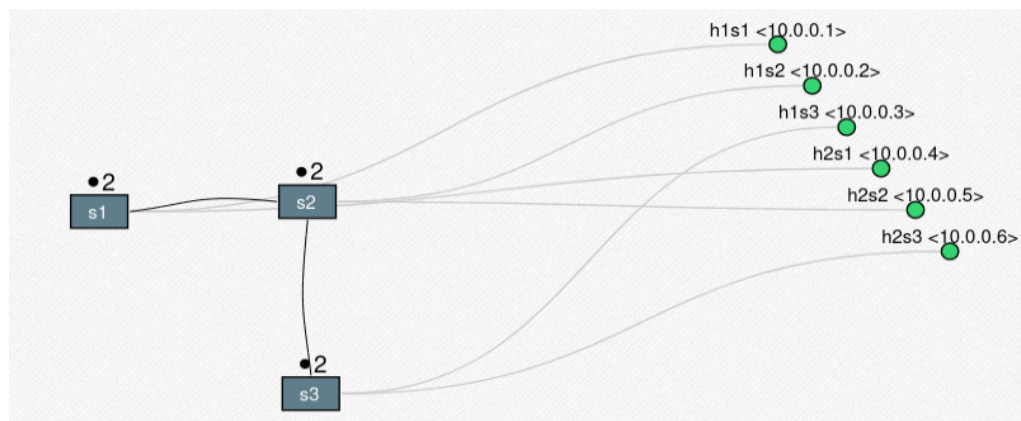 h1s1 <10.0.0.1>
h1s2 <10.0.0.2>
h1s3 <10.0.0.3>
h2s1 <10.0.0.4>
h2s2 <10.0.0.5>
h2s3 <10.0.0.6>
2
s1
2
s2
2
s3